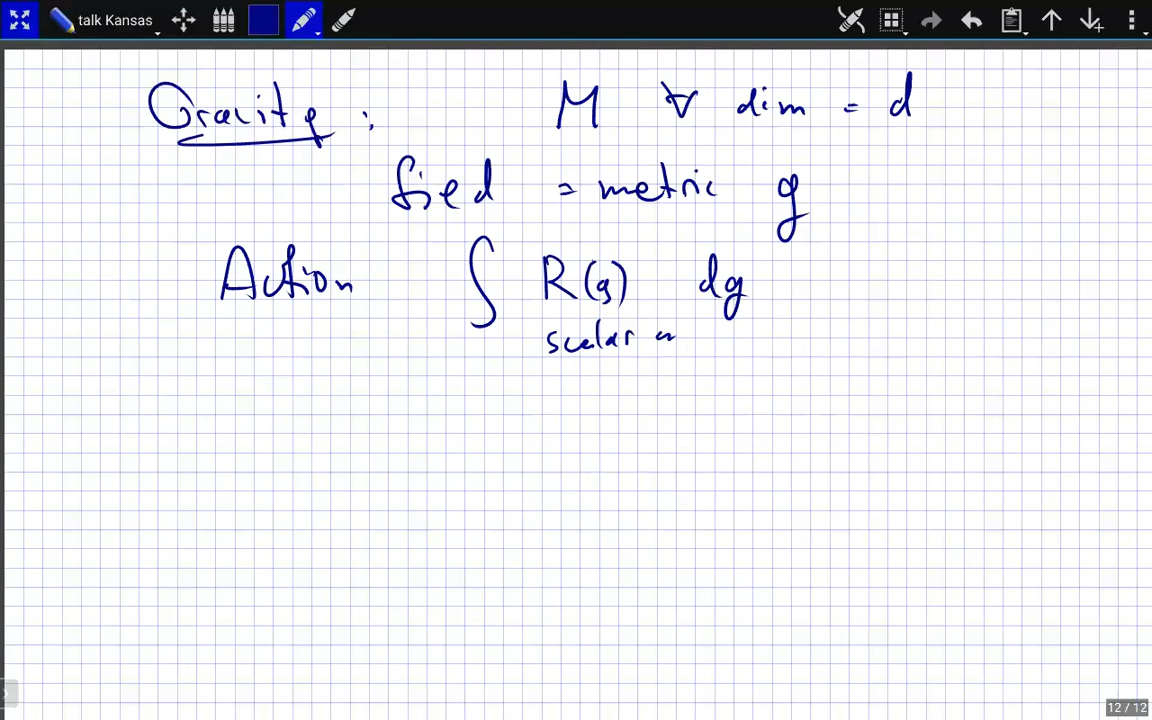 talk Kansas
Gravity : M ∀ dim = d
field = metric g
Action ∫ R(g) dg
scalar
12 / 12